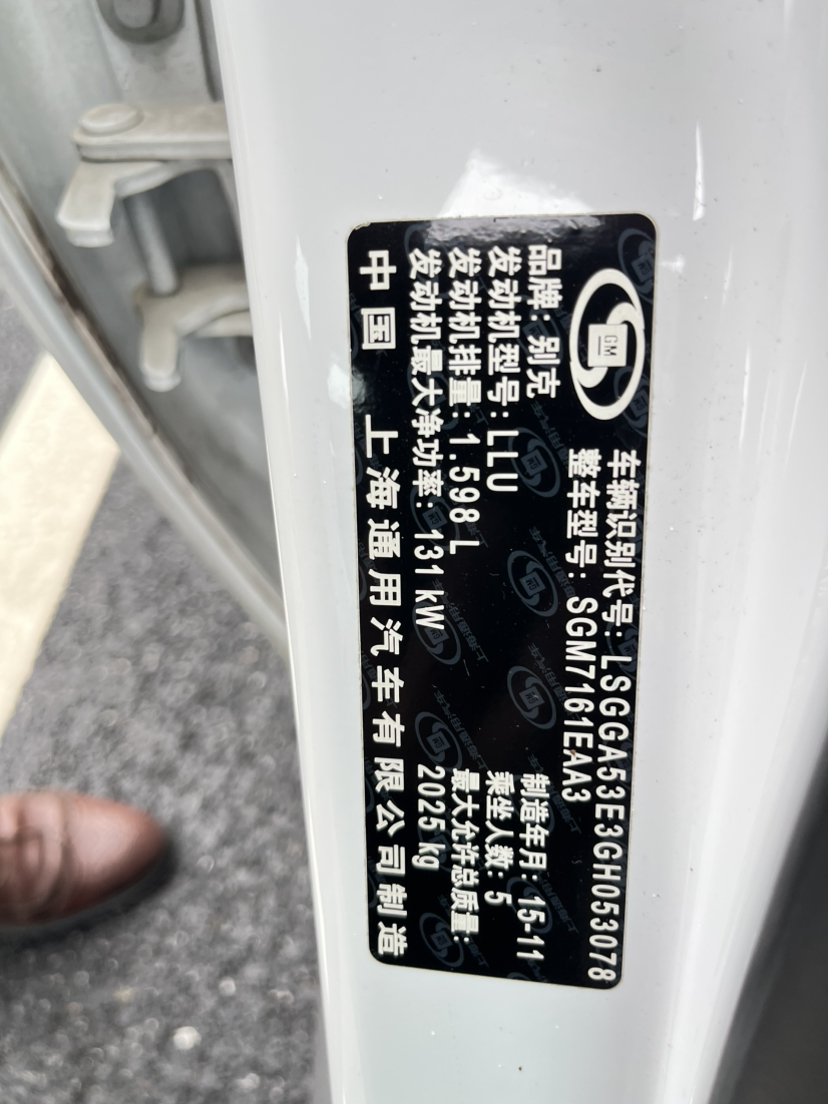 GM
车辆识别代号: LSGGA53E3GH053078
整车型号: SGM7161EAA3
品牌: 别克
制造年月: 15-11
发动机型号: LLU
乘坐人数: 5
发动机排量: 1.598 L
最大允许总质量:
发动机最大净功率: 131 kW
2025 kg
中国 上海通用汽车有限公司制造